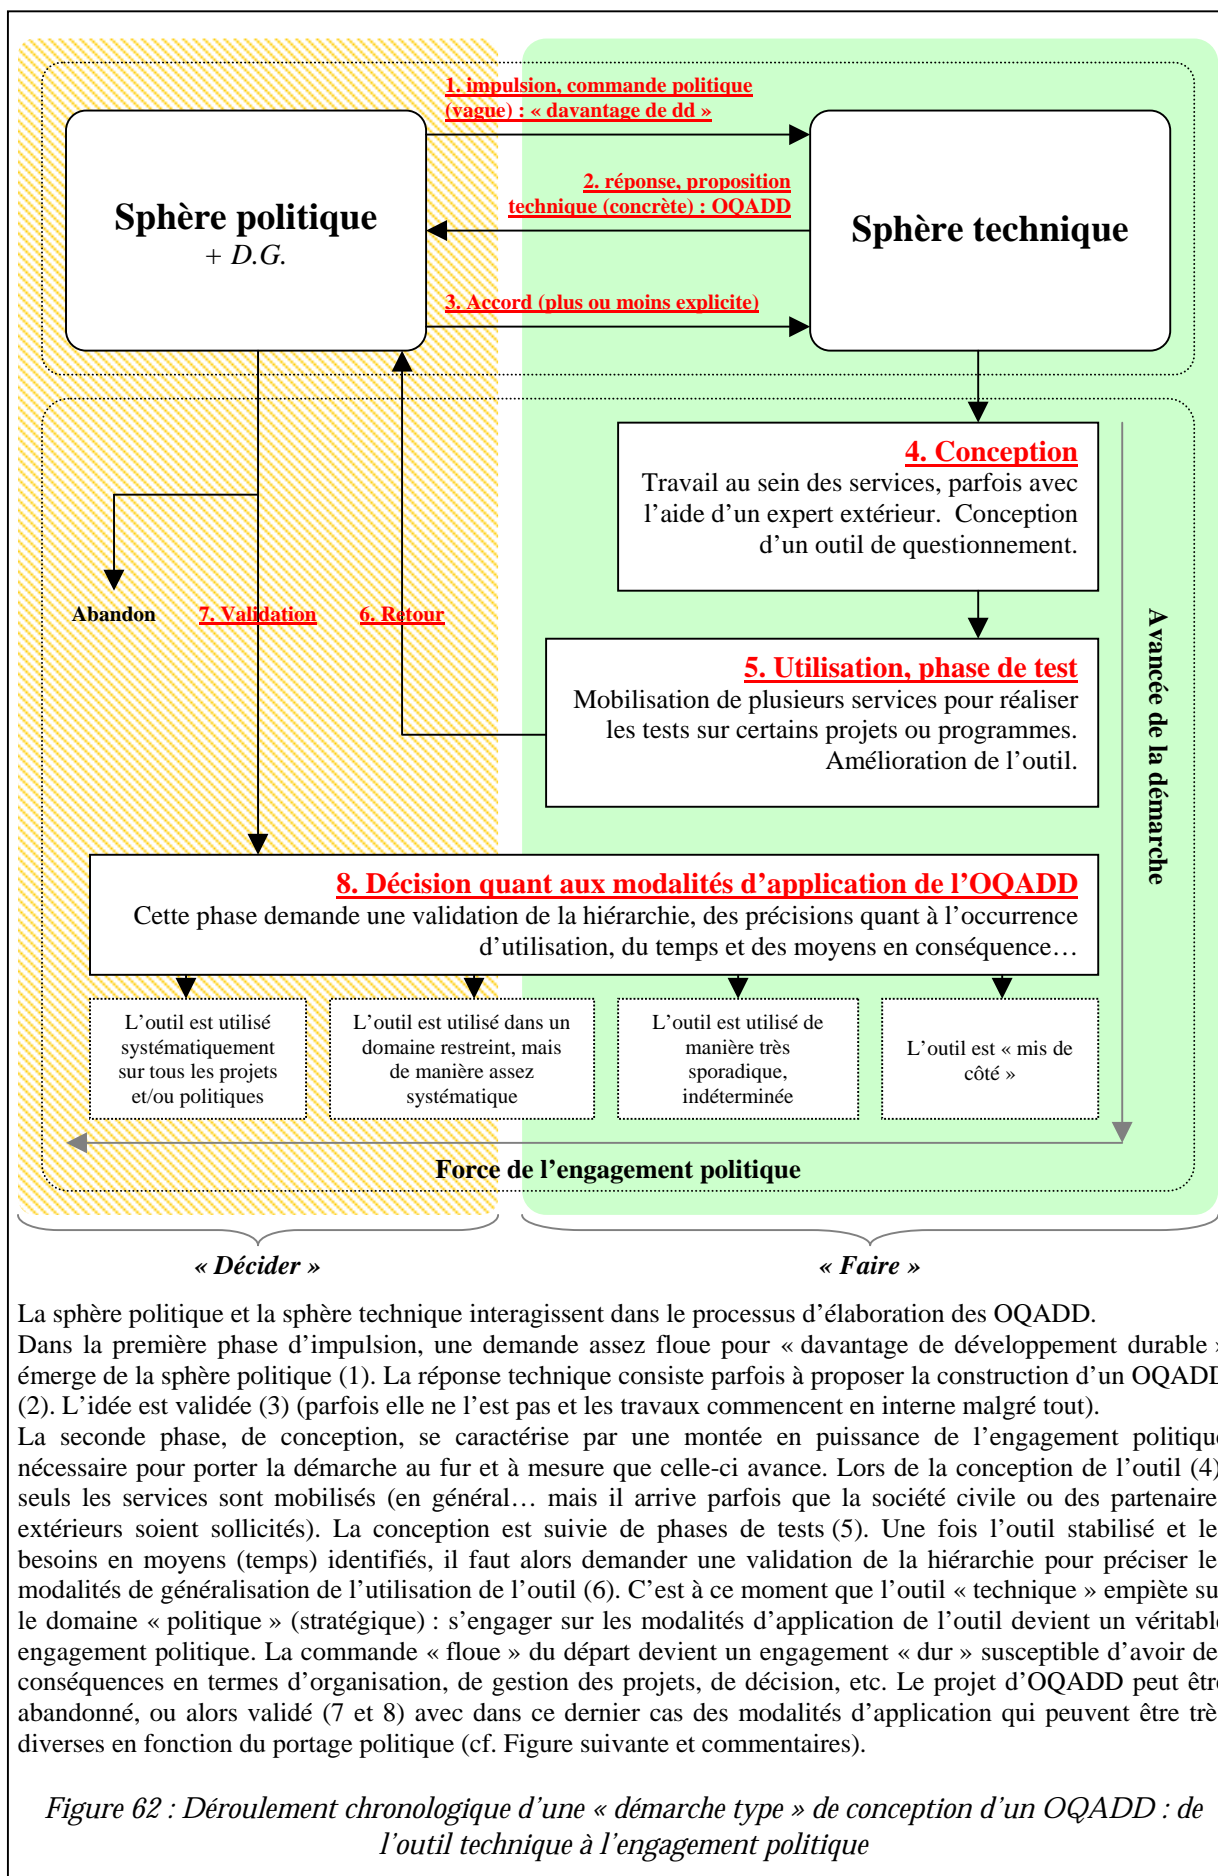 1. impulsion, commande politique
(vague) : « davantage de dd »
2. réponse, proposition
technique (concrète) : OQADD
Sphère politique
+ D.G.
Sphère technique
3. Accord (plus ou moins explicite)
4. Conception
Travail au sein des services, parfois avec
l’aide d’un expert extérieur. Conception
d’un outil de questionnement.
Abandon
7. Validation
6. Retour
5. Utilisation, phase de test
Mobilisation de plusieurs services pour réaliser
les tests sur certains projets ou programmes.
Amélioration de l’outil.
Avancée de la démarche
8. Décision quant aux modalités d’application de l’OQADD
Cette phase demande une validation de la hiérarchie, des précisions quant à l’occurrence
d’utilisation, du temps et des moyens en conséquence…
L’outil est utilisé
systématiquement
sur tous les projets
et/ou politiques
L’outil est utilisé dans un
domaine restreint, mais
de manière assez
systématique
L’outil est utilisé de
manière très
sporadique,
indéterminée
L’outil est « mis de
côté »
Force de l’engagement politique
« Décider »
« Faire »
La sphère politique et la sphère technique interagissent dans le processus d’élaboration des OQADD.
Dans la première phase d’impulsion, une demande assez floue pour « davantage de développement durable »
émerge de la sphère politique (1). La réponse technique consiste parfois à proposer la construction d’un OQADD
(2). L’idée est validée (3) (parfois elle ne l’est pas et les travaux commencent en interne malgré tout).
La seconde phase, de conception, se caractérise par une montée en puissance de l’engagement politique
nécessaire pour porter la démarche au fur et à mesure que celle-ci avance. Lors de la conception de l’outil (4)
seuls les services sont mobilisés (en général… mais il arrive parfois que la société civile ou des partenaire
extérieurs soient sollicités). La conception est suivie de phases de tests (5). Une fois l’outil stabilisé et le
besoins en moyens (temps) identifiés, il faut alors demander une validation de la hiérarchie pour préciser le
modalités de généralisation de l’utilisation de l’outil (6). C’est à ce moment que l’outil « technique » empiète su
le domaine « politique » (stratégique) : s’engager sur les modalités d’application de l’outil devient un véritable
engagement politique. La commande « floue » du départ devient un engagement « dur » susceptible d’avoir de
conséquences en termes d’organisation, de gestion des projets, de décision, etc. Le projet d’OQADD peut être
abandonné, ou alors validé (7 et 8) avec dans ce dernier cas des modalités d’application qui peuvent être trè
diverses en fonction du portage politique (cf. Figure suivante et commentaires).
Figure 62 : Déroulement chronologique d’une « démarche type » de conception d’un OQADD : de
l’outil technique à l’engagement politique